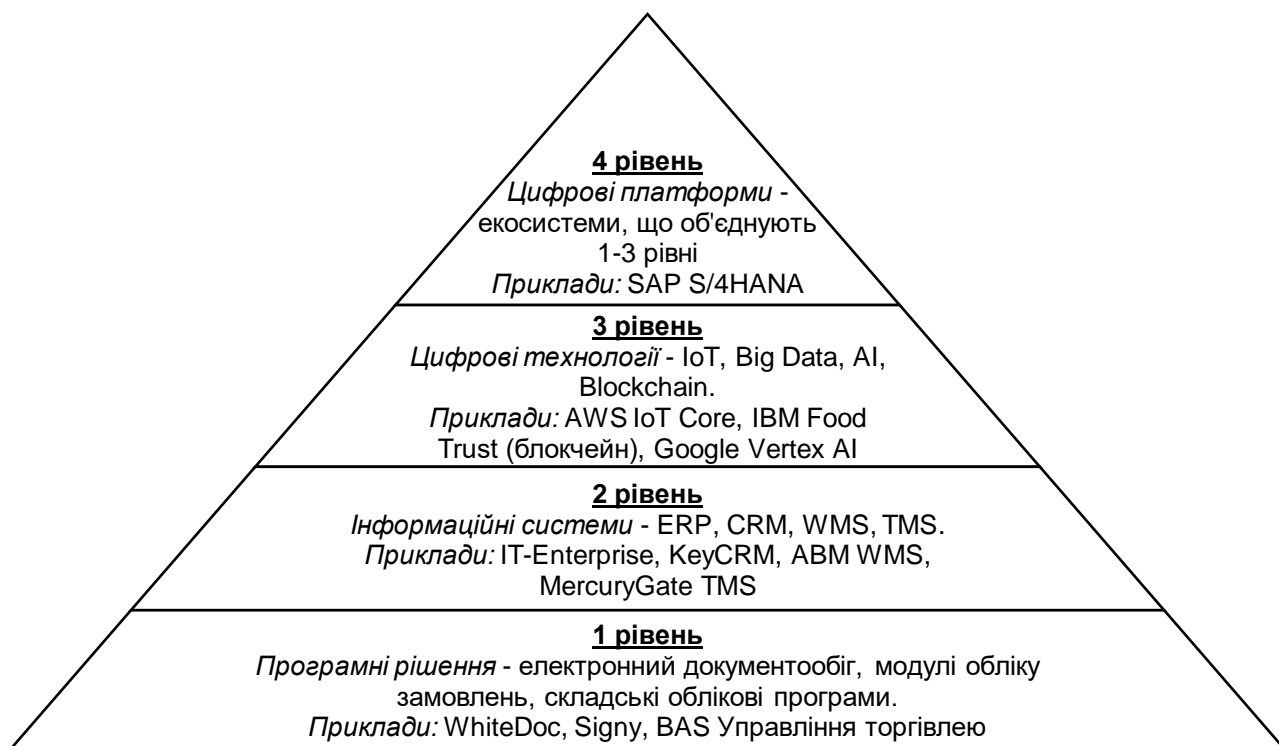 4 рівень
Цифрові платформи -
екосистеми, що об'єднують
1-3 рівні
Приклади: SAP S/4HANA
3 рівень
Цифрові технології - IoT, Big Data, AI,
Blockchain.
Приклади: AWS IoT Core, IBM Food
Trust (блокчейн), Google Vertex AI
2 рівень
Інформаційні системи - ERP, CRM, WMS, TMS.
Приклади: IT-Enterprise, KeyCRM, ABM WMS,
MercuryGate TMS
1 рівень
Програмні рішення - електронний документообіг, модулі обліку
замовлень, складські облікові програми.
Приклади: WhiteDoc, Signy, BAS Управління торгівлею